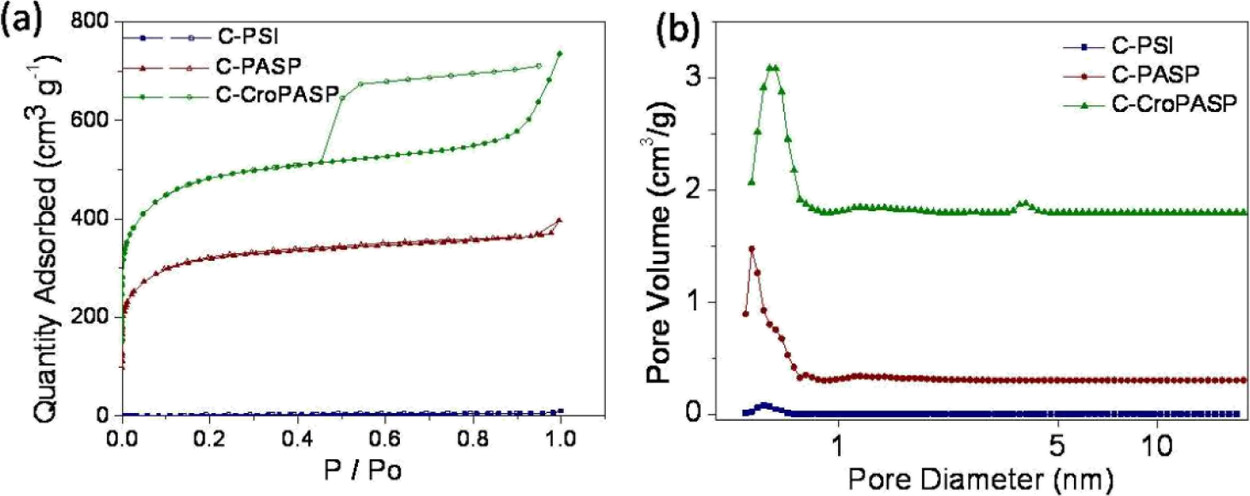 (a)
Quantity Adsorbed (cm³ g⁻¹)
800
600
400
200
0
C-PSI
C-PASP
C-CroPASP
0.0 0.2 0.4 0.6 0.8 1.0
P / Po
(b)
Pore Volume (cm³/g)
3
2
1
0
C-PSI
C-PASP
C-CroPASP
1 5 10
Pore Diameter (nm)